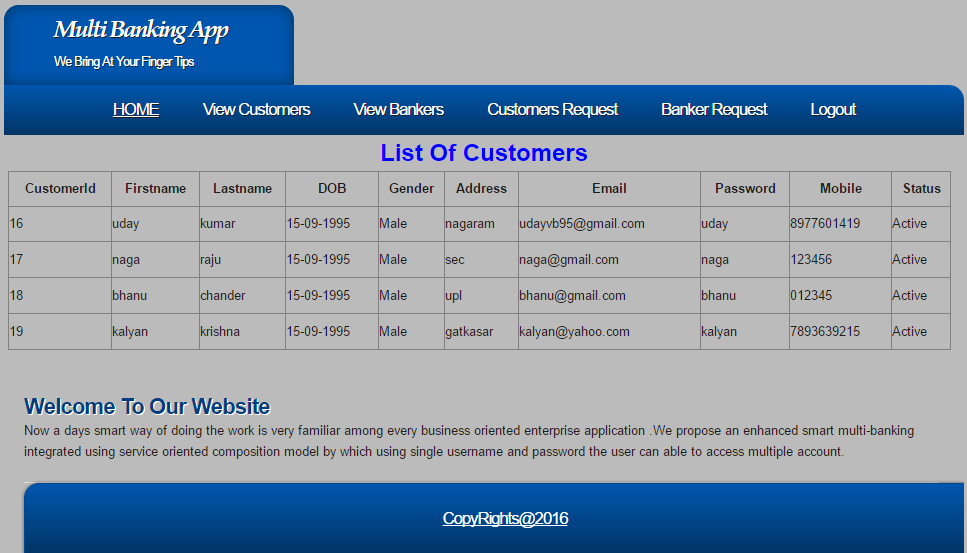 Multi Banking App
We Bring At Your Finger Tips
HOME View Customers View Bankers Customers Request Banker Request Logout
List Of Customers
CustomerId Firstname Lastname DOB Gender Address Email Password Mobile Status
16 uday kumar 15-09-1995 Male nagaram udayvb95@gmail.com uday 8977601419 Active
17 naga raju 15-09-1995 Male sec naga@gmail.com naga 123456 Active
18 bhanu chander 15-09-1995 Male upl bhanu@gmail.com bhanu 012345 Active
19 kalyan krishna 15-09-1995 Male gatkasar kalyan@yahoo.com kalyan 7893639215 Active
Welcome To Our Website
Now a days smart way of doing the work is very familiar among every business oriented enterprise application .We propose an enhanced smart multi-banking
integrated using service oriented composition model by which using single username and password the user can able to access multiple account.
CopyRights@2016